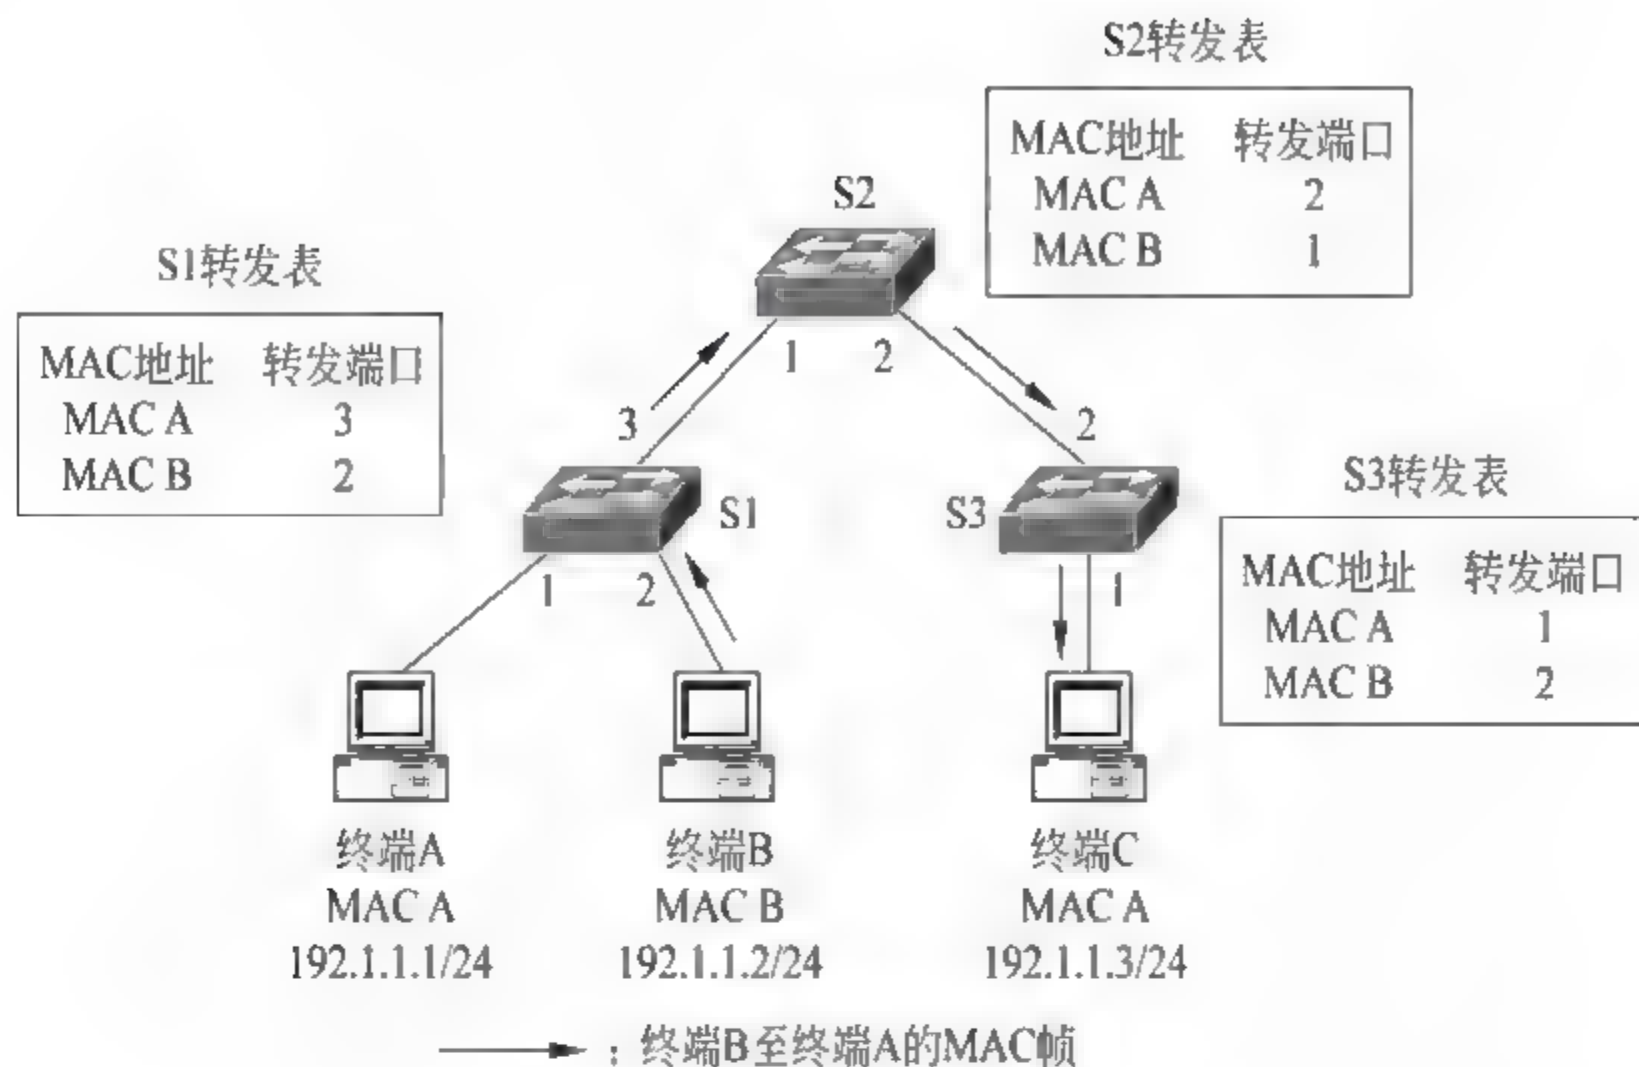 S2转发表
MAC地址 转发端口
MAC A 2
MAC B 1
S2
S1转发表
MAC地址 转发端口
MAC A 3
MAC B 2
1 2
3
2
S1
S3
S3转发表
MAC地址 转发端口
MAC A 1
MAC B 2
1 2
1
终端A
MAC A
192.1.1.1/24
终端B
MAC B
192.1.1.2/24
终端C
MAC A
192.1.1.3/24
：终端B至终端A的MAC帧